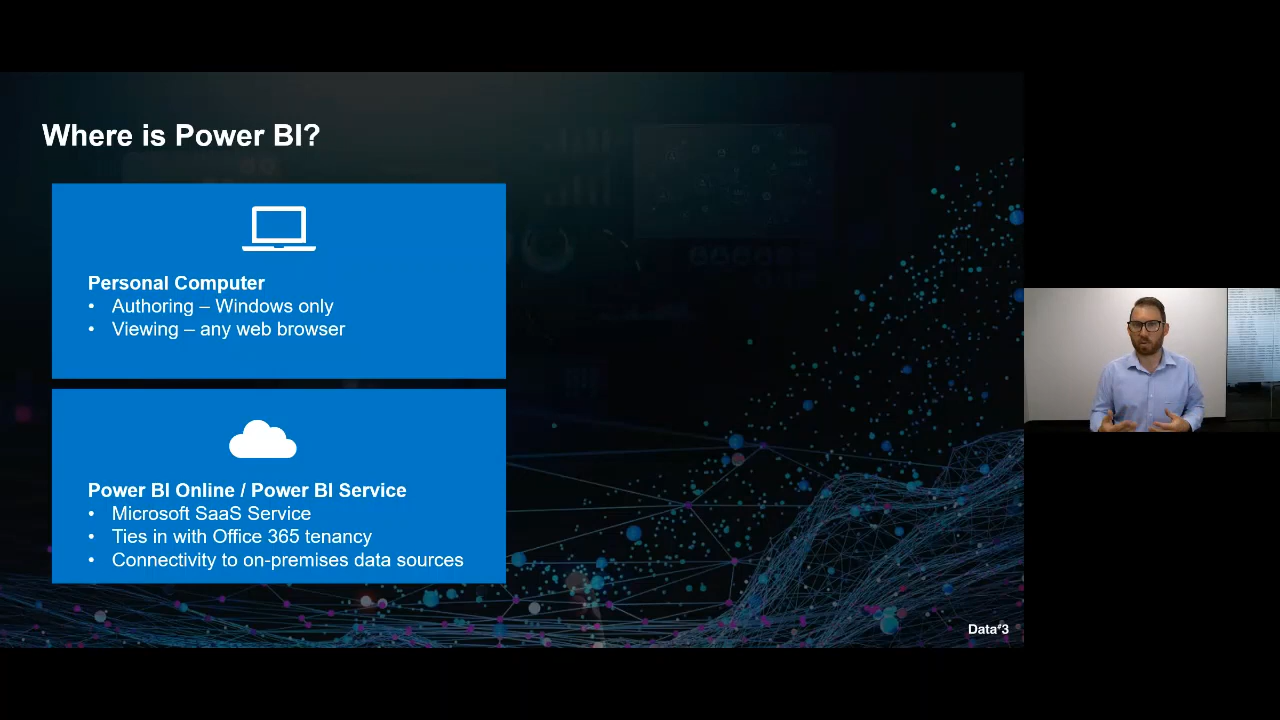 Where is Power BI?
Personal Computer
• Authoring – Windows only
• Viewing – any web browser
Power BI Online / Power BI Service
• Microsoft SaaS Service
• Ties in with Office 365 tenancy
• Connectivity to on-premises data sources
Data#3